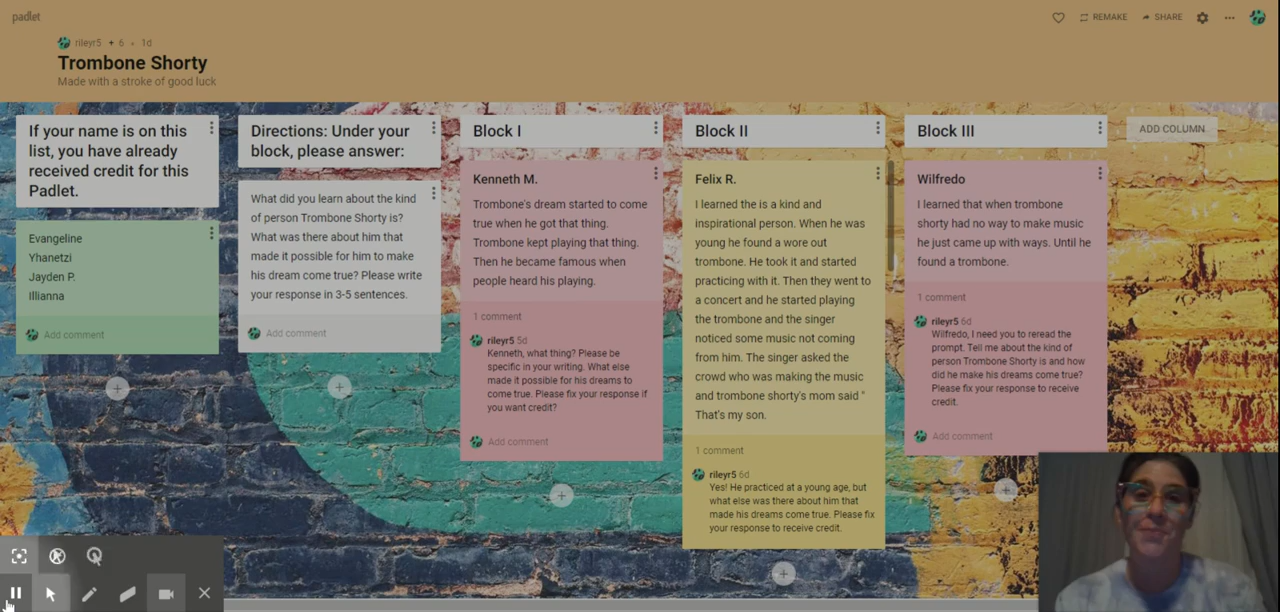 padlet
REMAKE
SHARE
rileyr5 + 6 • 1d
Trombone Shorty
Made with a stroke of good luck
If your name is on this
list, you have already
received credit for this
Padlet.
Evangeline
Yhanetzi
Jayden P.
Illianna
Add comment
Directions: Under your
block, please answer:
What did you learn about the kind
of person Trombone Shorty is?
What was there about him that
made it possible for him to make
his dream come true? Please write
your response in 3-5 sentences.
Add comment
Block I
Kenneth M.
Trombone's dream started to come
true when he got that thing.
Trombone kept playing that thing.
Then he became famous when
people heard his playing.
1 comment
rileyr5 5d
Kenneth, what thing? Please be
specific in your writing. What else
made it possible for his dreams to
come true. Please fix your response if
you want credit?
Add comment
Block II
Felix R.
I learned the is a kind and
inspirational person. When he was
young he found a wore out
trombone. He took it and started
practicing with it. Then they went to
a concert and he started playing
the trombone and the singer
noticed some music not coming
from him. The singer asked the
crowd who was making the music
and trombone shorty's mom said "
That's my son.
1 comment
rileyr5 6d
Yes! He practiced at a young age, but
what else was there about him that
made his dreams come true. Please fix
your response to receive credit.
Block III
Wilfredo
I learned that when trombone
shorty had no way to make music
he just came up with ways. Until he
found a trombone.
1 comment
rileyr5 6d
Wilfredo, I need you to reread the
prompt. Tell me about the kind of
person Trombone Shorty is and how
did he make his dreams come true?
Please fix your response to receive
credit.
Add comment
ADD COLUMN